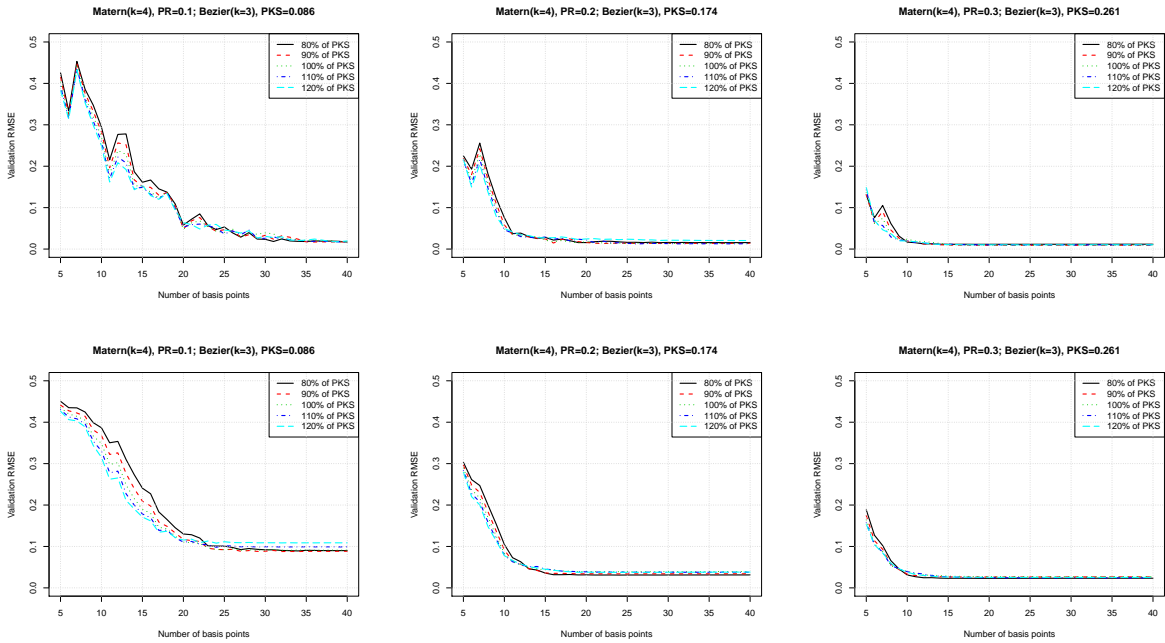 Matern(k=4), PR=0.1; Bezier(k=3), PKS=0.086
Validation RMSE
0.0 0.1 0.2 0.3 0.4 0.5
80% of PKS
90% of PKS
100% of PKS
110% of PKS
120% of PKS
5 10 15 20 25 30 35 40
Number of basis points
Matern(k=4), PR=0.2; Bezier(k=3), PKS=0.174
Validation RMSE
0.0 0.1 0.2 0.3 0.4 0.5
80% of PKS
90% of PKS
100% of PKS
110% of PKS
120% of PKS
5 10 15 20 25 30 35 40
Number of basis points
Matern(k=4), PR=0.3; Bezier(k=3), PKS=0.261
Validation RMSE
0.0 0.1 0.2 0.3 0.4 0.5
80% of PKS
90% of PKS
100% of PKS
110% of PKS
120% of PKS
5 10 15 20 25 30 35 40
Number of basis points
Matern(k=4), PR=0.1; Bezier(k=3), PKS=0.086
Validation RMSE
0.0 0.1 0.2 0.3 0.4 0.5
80% of PKS
90% of PKS
100% of PKS
110% of PKS
120% of PKS
5 10 15 20 25 30 35 40
Number of basis points
Matern(k=4), PR=0.2; Bezier(k=3), PKS=0.174
Validation RMSE
0.0 0.1 0.2 0.3 0.4 0.5
80% of PKS
90% of PKS
100% of PKS
110% of PKS
120% of PKS
5 10 15 20 25 30 35 40
Number of basis points
Matern(k=4), PR=0.3; Bezier(k=3), PKS=0.261
Validation RMSE
0.0 0.1 0.2 0.3 0.4 0.5
80% of PKS
90% of PKS
100% of PKS
110% of PKS
120% of PKS
5 10 15 20 25 30 35 40
Number of basis points